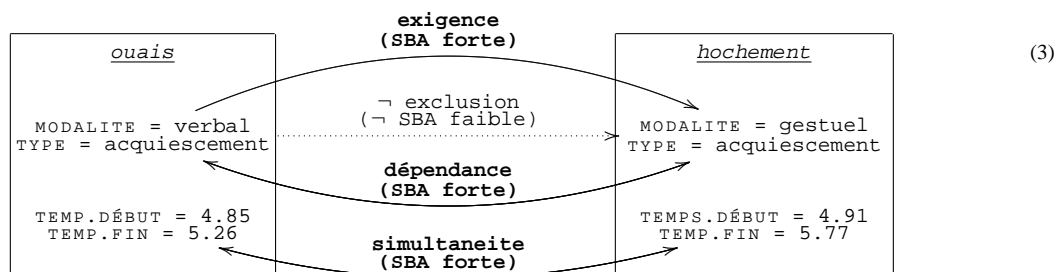 exigence
(SBA forte)
ouais
hochement
(3)
¬ exclusion
(¬ SBA faible)
MODALITE = verbal
TYPE = acquiescement
MODALITE = gestuel
TYPE = acquiescement
dépendance
(SBA forte)
TEMP.DÉBUT = 4.85
TEMP.FIN = 5.26
TEMPS.DÉBUT = 4.91
TEMP.FIN = 5.77
simultaneite
(SBA forte)